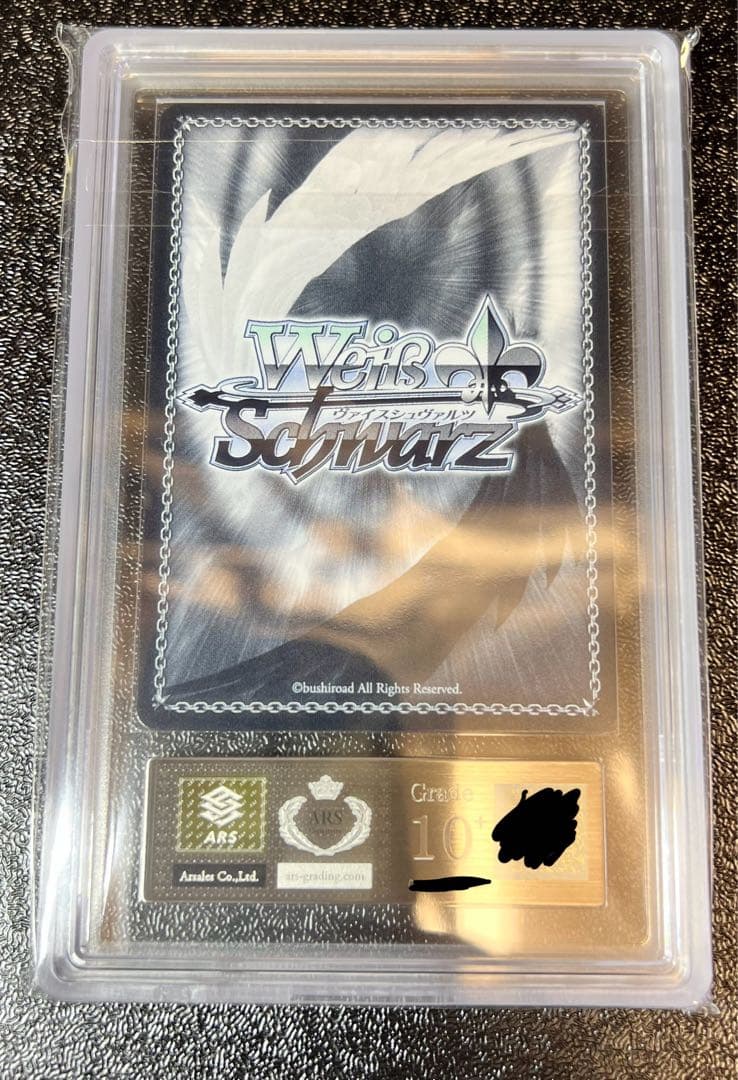 Weiß
ヴァイスシュヴァルツ
Schwarz
©bushiroad All Rights Reserved.
ARS
Arsales Co.,Ltd.
ARS
ars-grading.com
Grade
10+